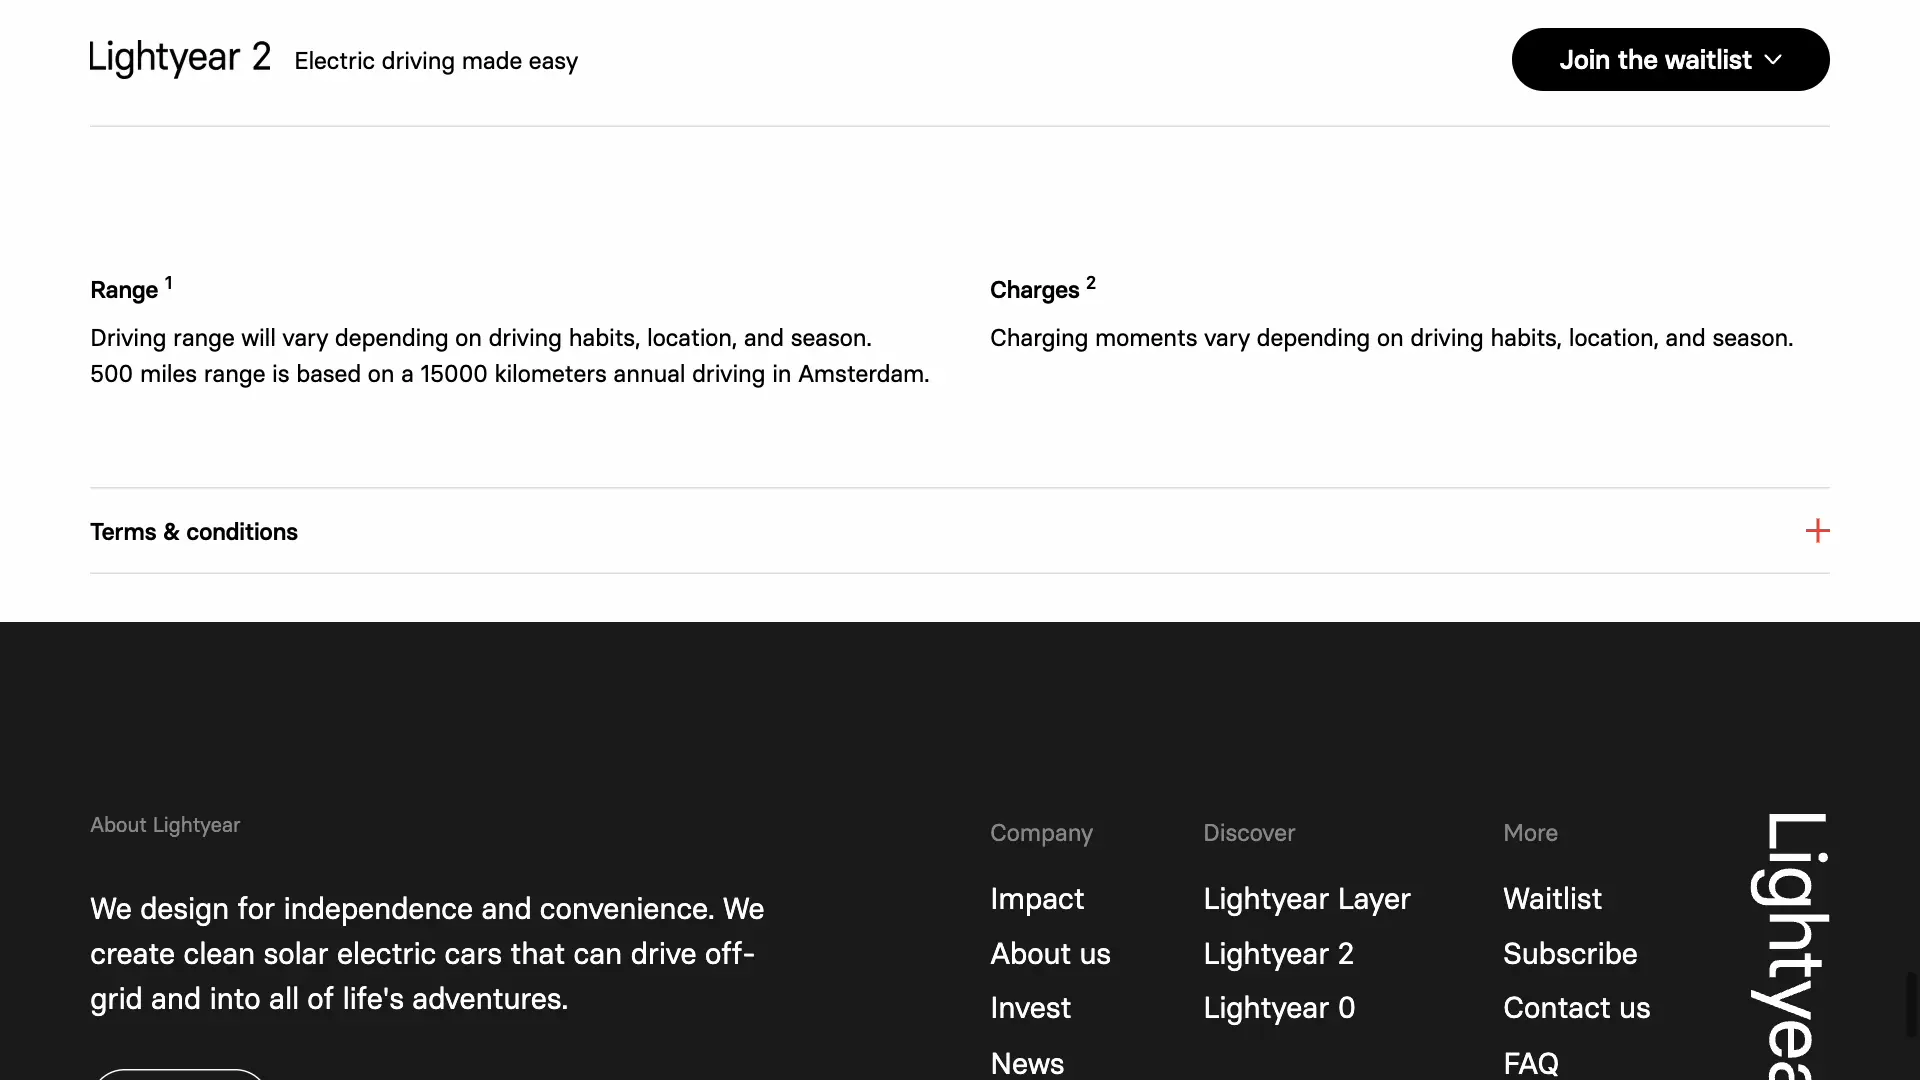 Lightyear 2 Electric driving made easy
Join the waitlist
Range 1
Driving range will vary depending on driving habits, location, and season.
500 miles range is based on a 15000 kilometers annual driving in Amsterdam.
Charges 2
Charging moments vary depending on driving habits, location, and season.
Terms & conditions
About Lightyear
We design for independence and convenience. We
create clean solar electric cars that can drive off-
grid and into all of life's adventures.
Company
Impact
About us
Invest
News
Discover
Lightyear Layer
Lightyear 2
Lightyear 0
More
Waitlist
Subscribe
Contact us
FAQ
Lightyea